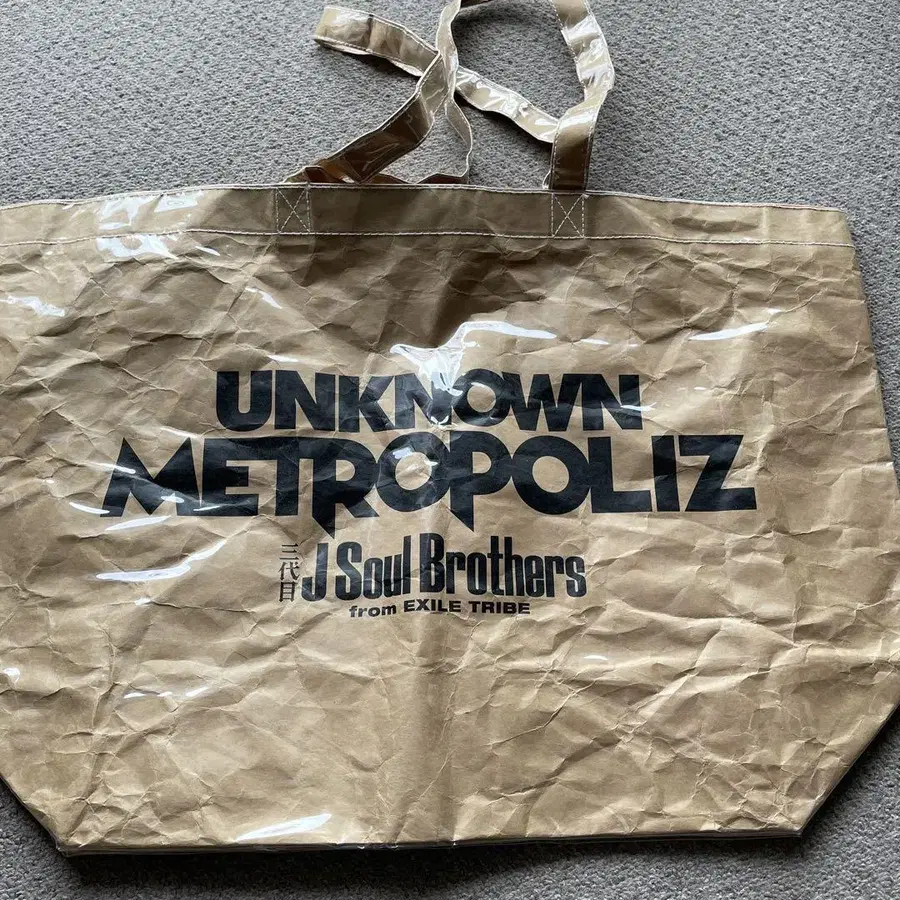 UNKNOWN
METROPOLIZ
三代目 J Soul Brothers
from EXILE TRIBE